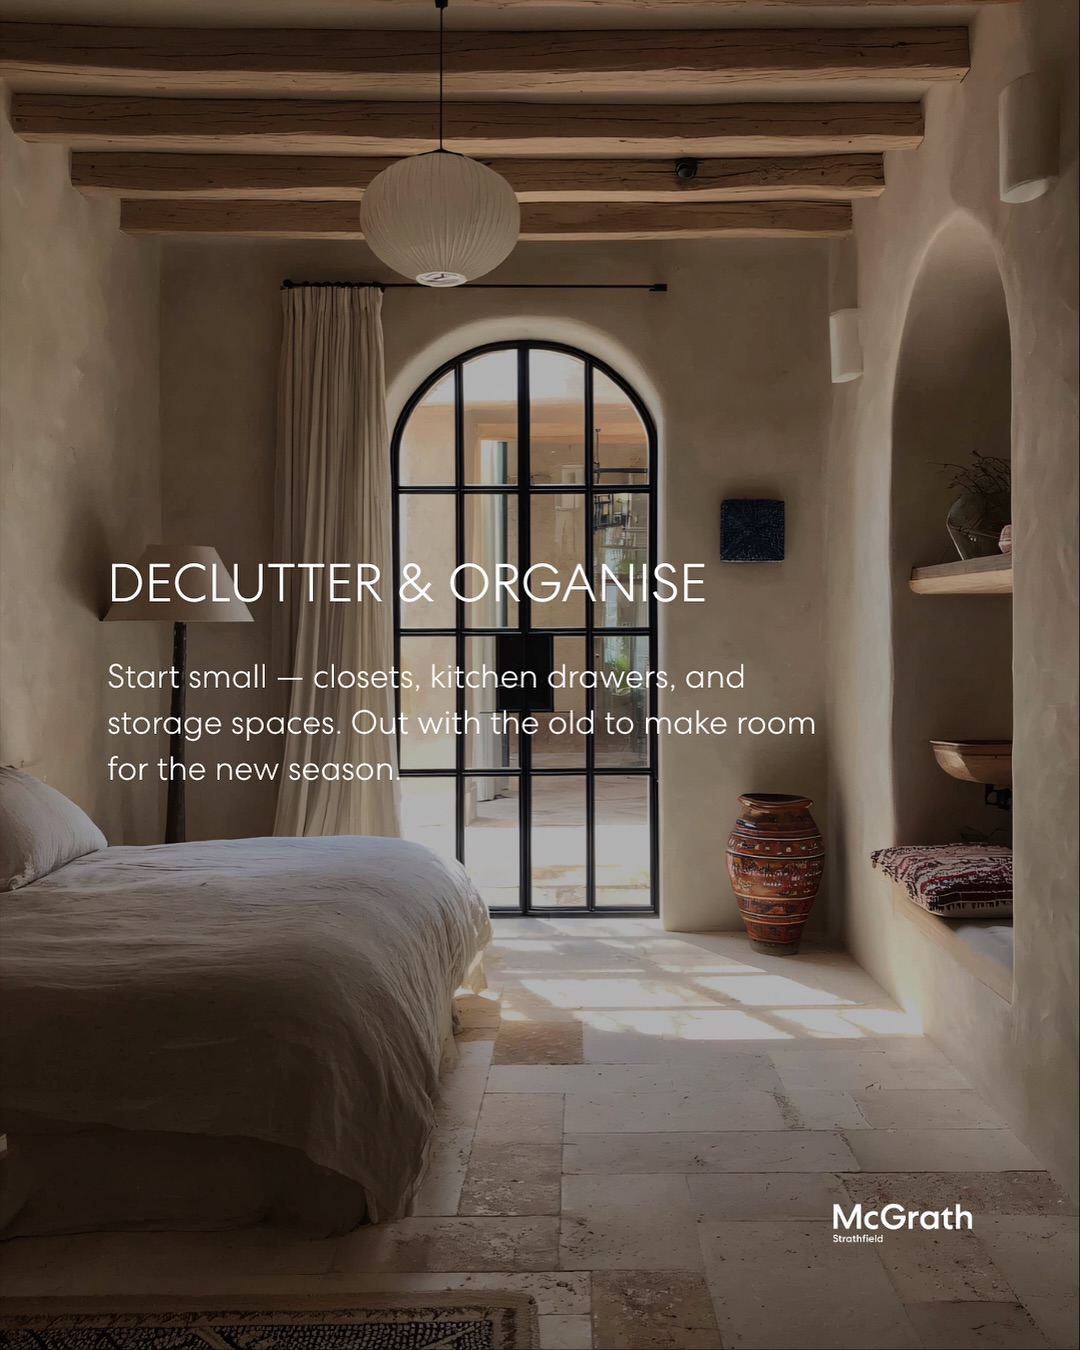 DECLUTTER & ORGANISE
Start small — closets, kitchen drawers, and
storage spaces. Out with the old to make room
for the new season.
McGrath
Strathfield